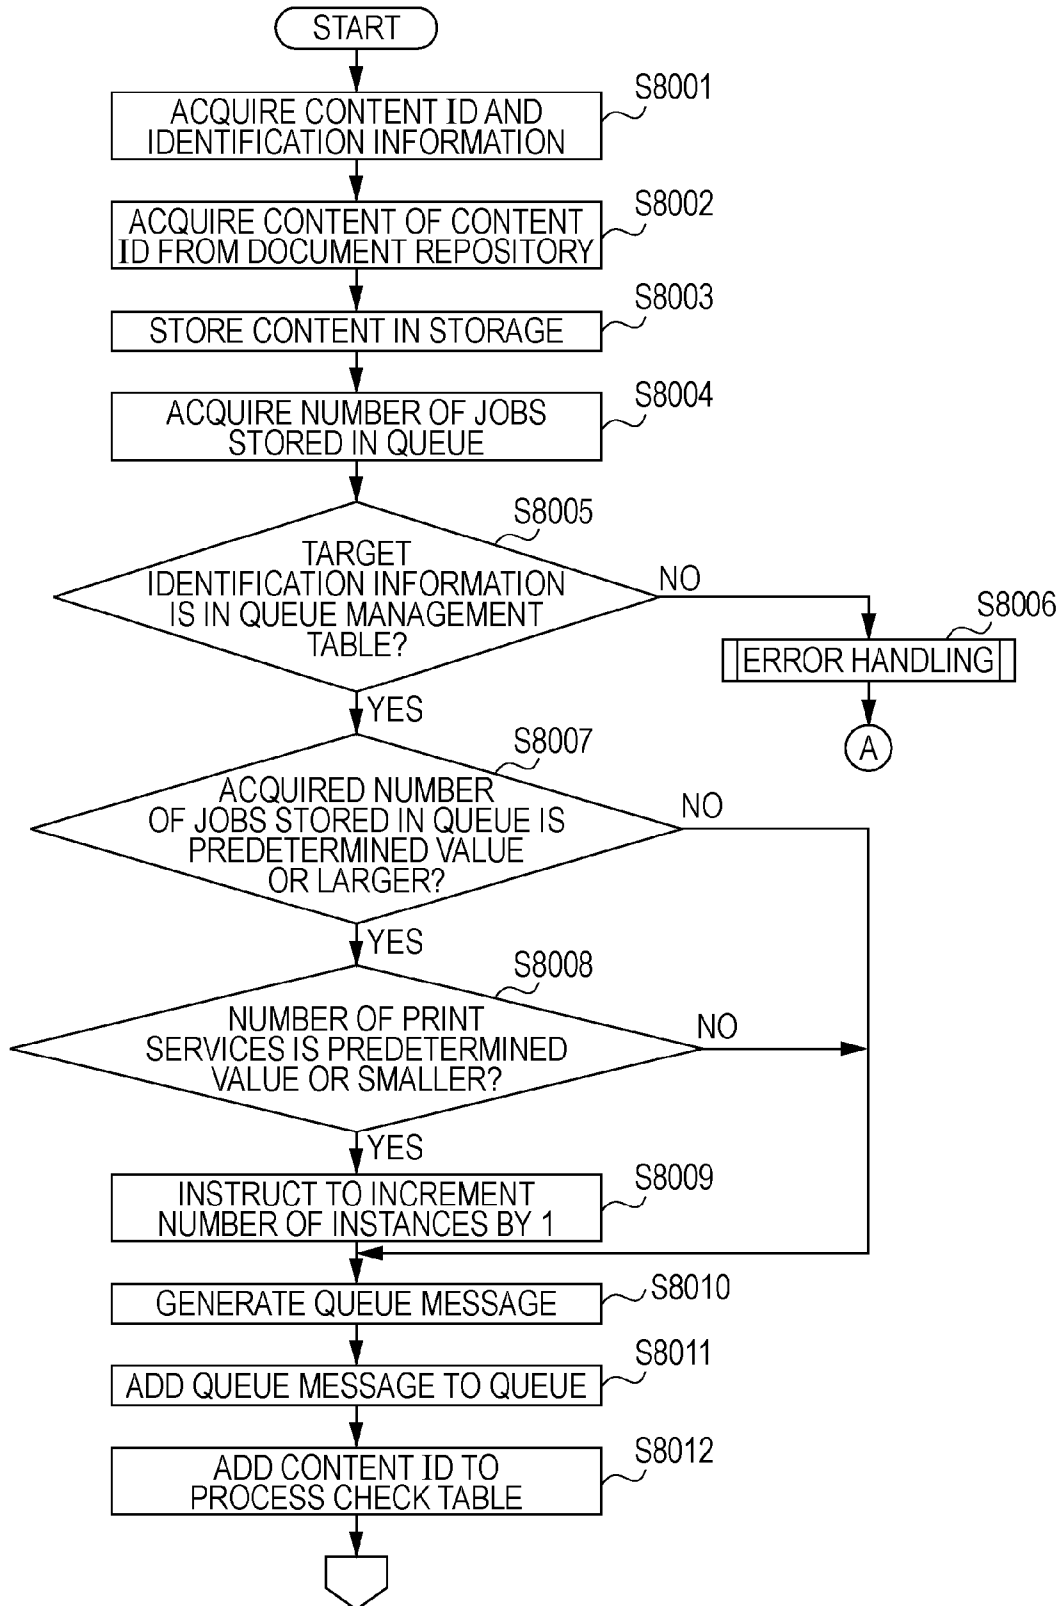 START
S8001
ACQUIRE CONTENT ID AND
IDENTIFICATION INFORMATION
S8002
ACQUIRE CONTENT OF CONTENT
ID FROM DOCUMENT REPOSITORY
S8003
STORE CONTENT IN STORAGE
S8004
ACQUIRE NUMBER OF JOBS
STORED IN QUEUE
S8005
TARGET
IDENTIFICATION INFORMATION
IS IN QUEUE MANAGEMENT
TABLE?
NO
S8006
ERROR HANDLING
A
YES
S8007
ACQUIRED NUMBER
OF JOBS STORED IN QUEUE IS
PREDETERMINED VALUE
OR LARGER?
NO
YES
S8008
NUMBER OF PRINT
SERVICES IS PREDETERMINED
VALUE OR SMALLER?
NO
YES
S8009
INSTRUCT TO INCREMENT
NUMBER OF INSTANCES BY 1
S8010
GENERATE QUEUE MESSAGE
S8011
ADD QUEUE MESSAGE TO QUEUE
S8012
ADD CONTENT ID TO
PROCESS CHECK TABLE